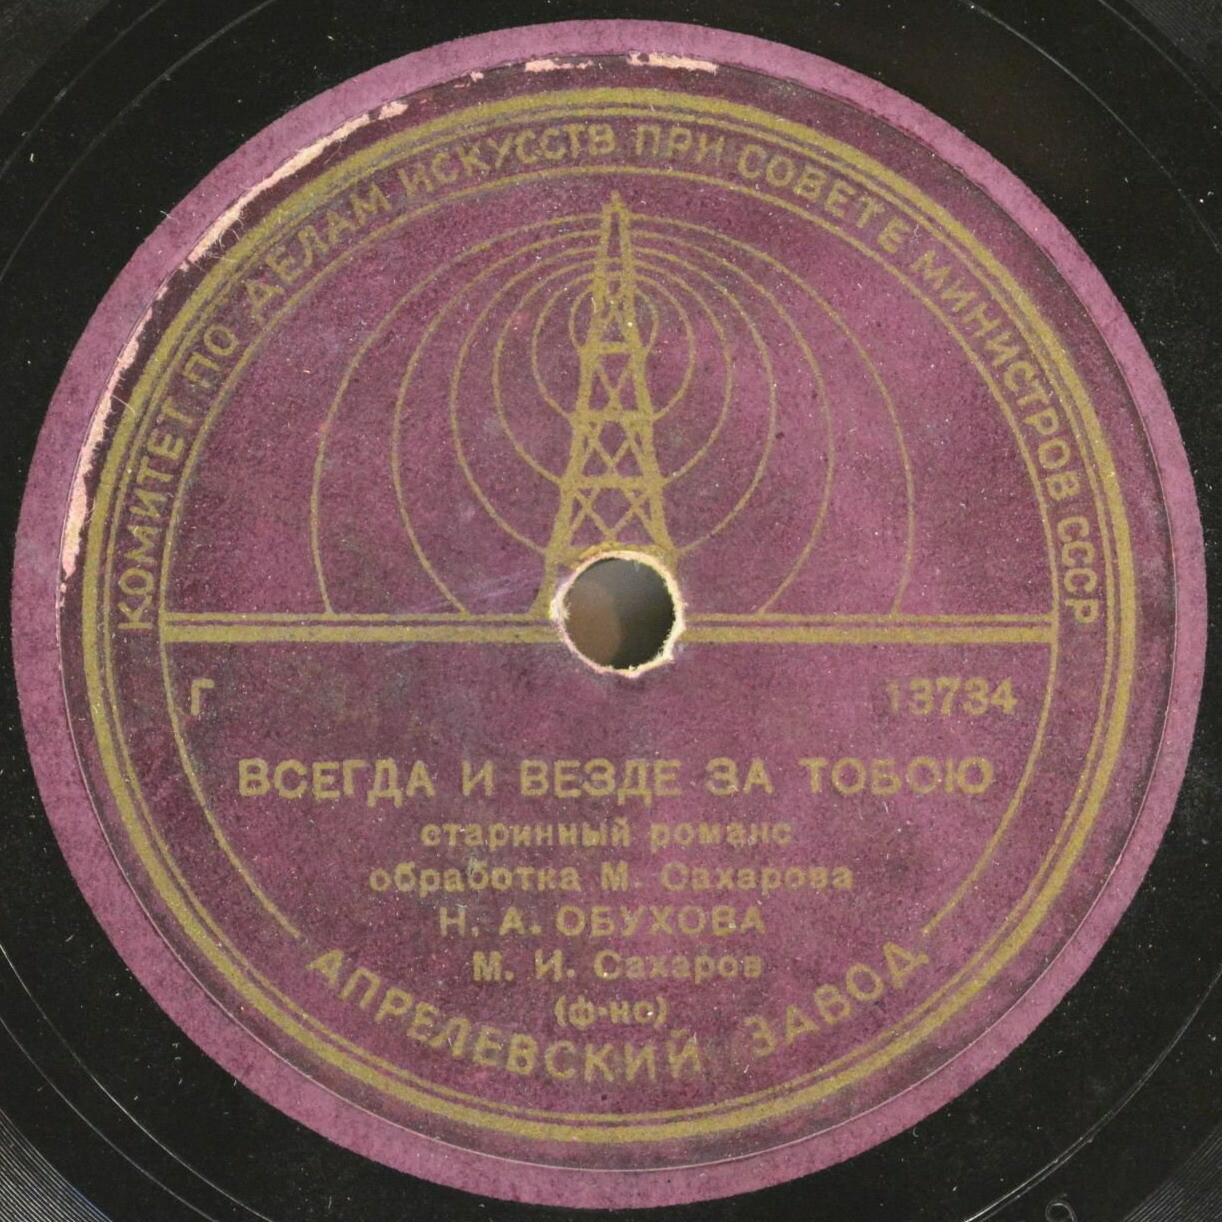 КОМИТЕТ ПО ДЕЛАМ ИСКУССТВ ПРИ СОВЕТЕ МИНИСТРОВ СССР
Г 13734
ВСЕГДА И ВЕЗДЕ ЗА ТОБОЮ
старинный романс
обработка М. Сахарова
Н. А. ОБУХОВА
М. И. Сахаров
(ф-но)
АПРЕЛЕВСКИЙ ЗАВОД